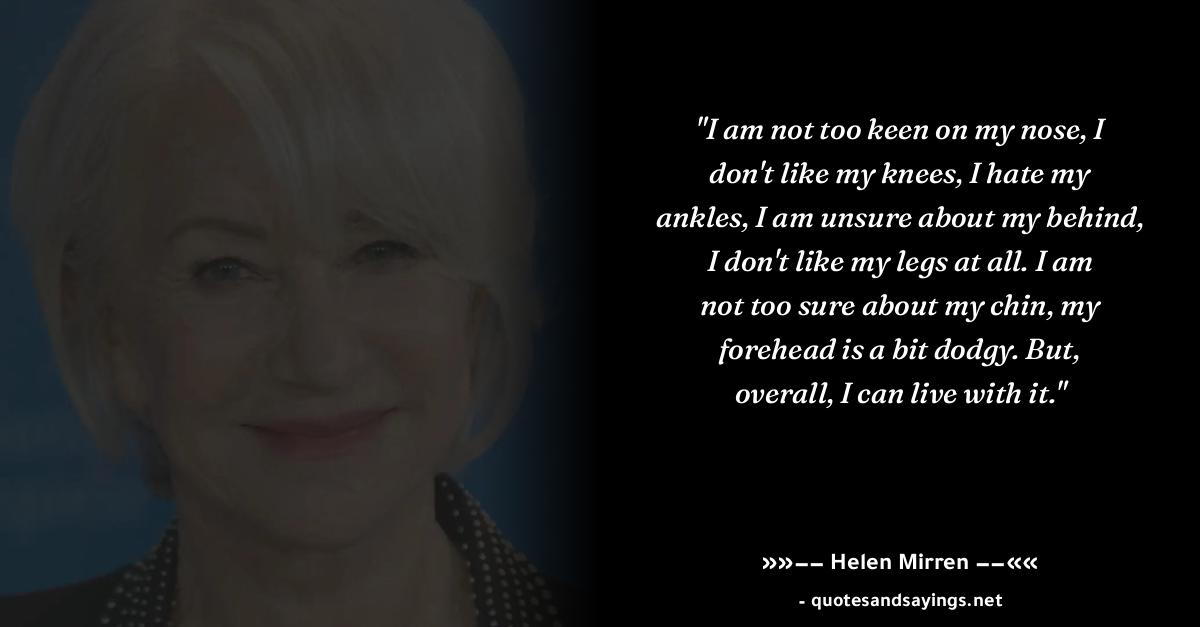 "I am not too keen on my nose, I
don't like my knees, I hate my
ankles, I am unsure about my behind,
I don't like my legs at all. I am
not too sure about my chin, my
forehead is a bit dodgy. But,
overall, I can live with it."
»»−− Helen Mirren −−««
- quotesandsayings.net